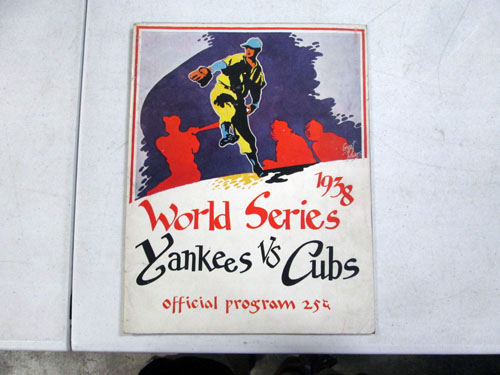 1938
World Series
Yankees vs Cubs
official program 25¢